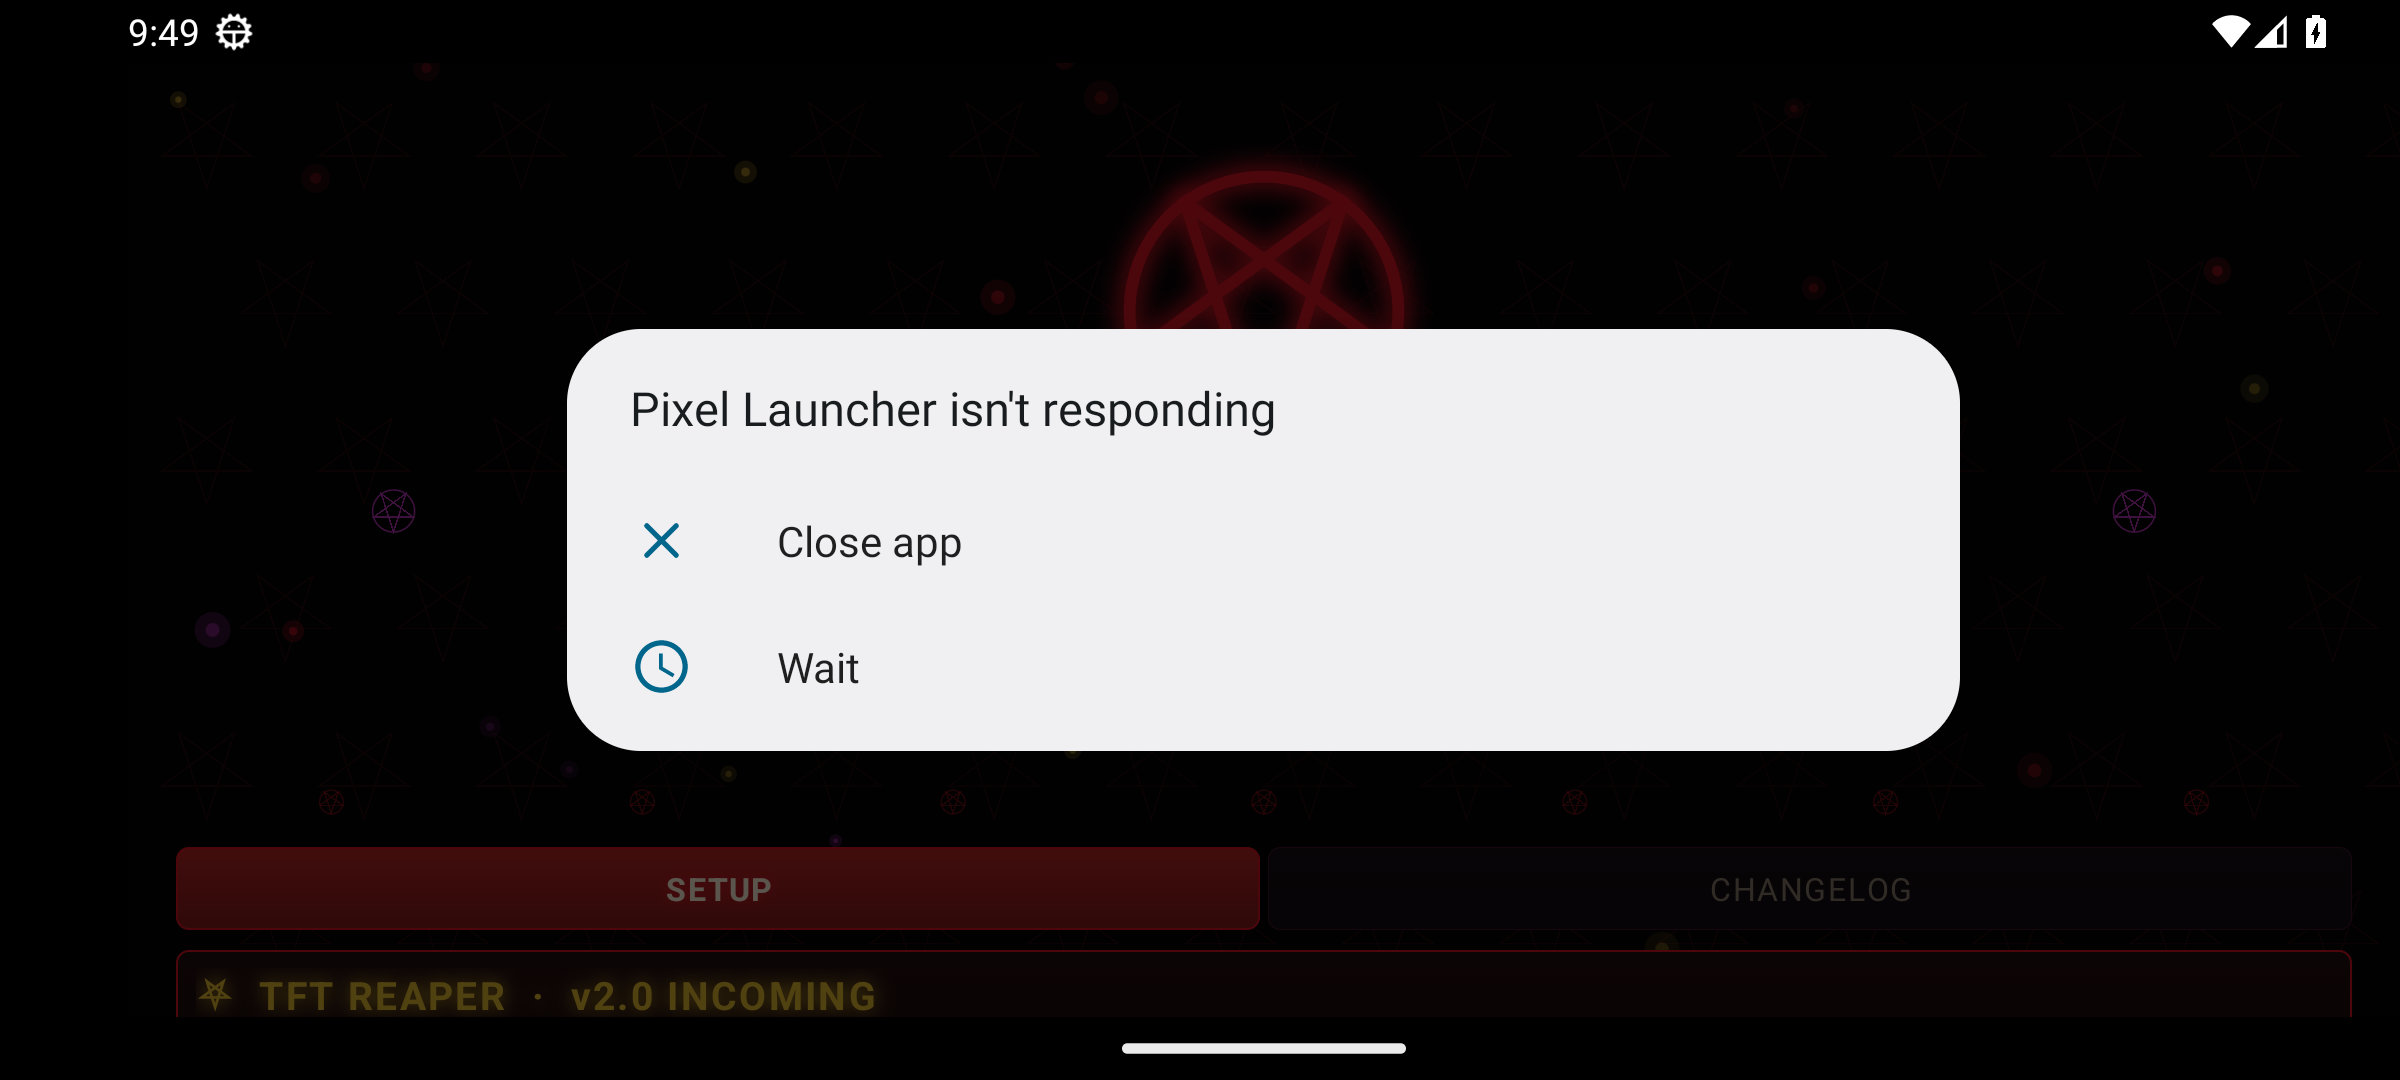 9:49
Pixel Launcher isn't responding
Close app
Wait
SETUP
CHANGELOG
TFT REAPER · v2.0 INCOMING